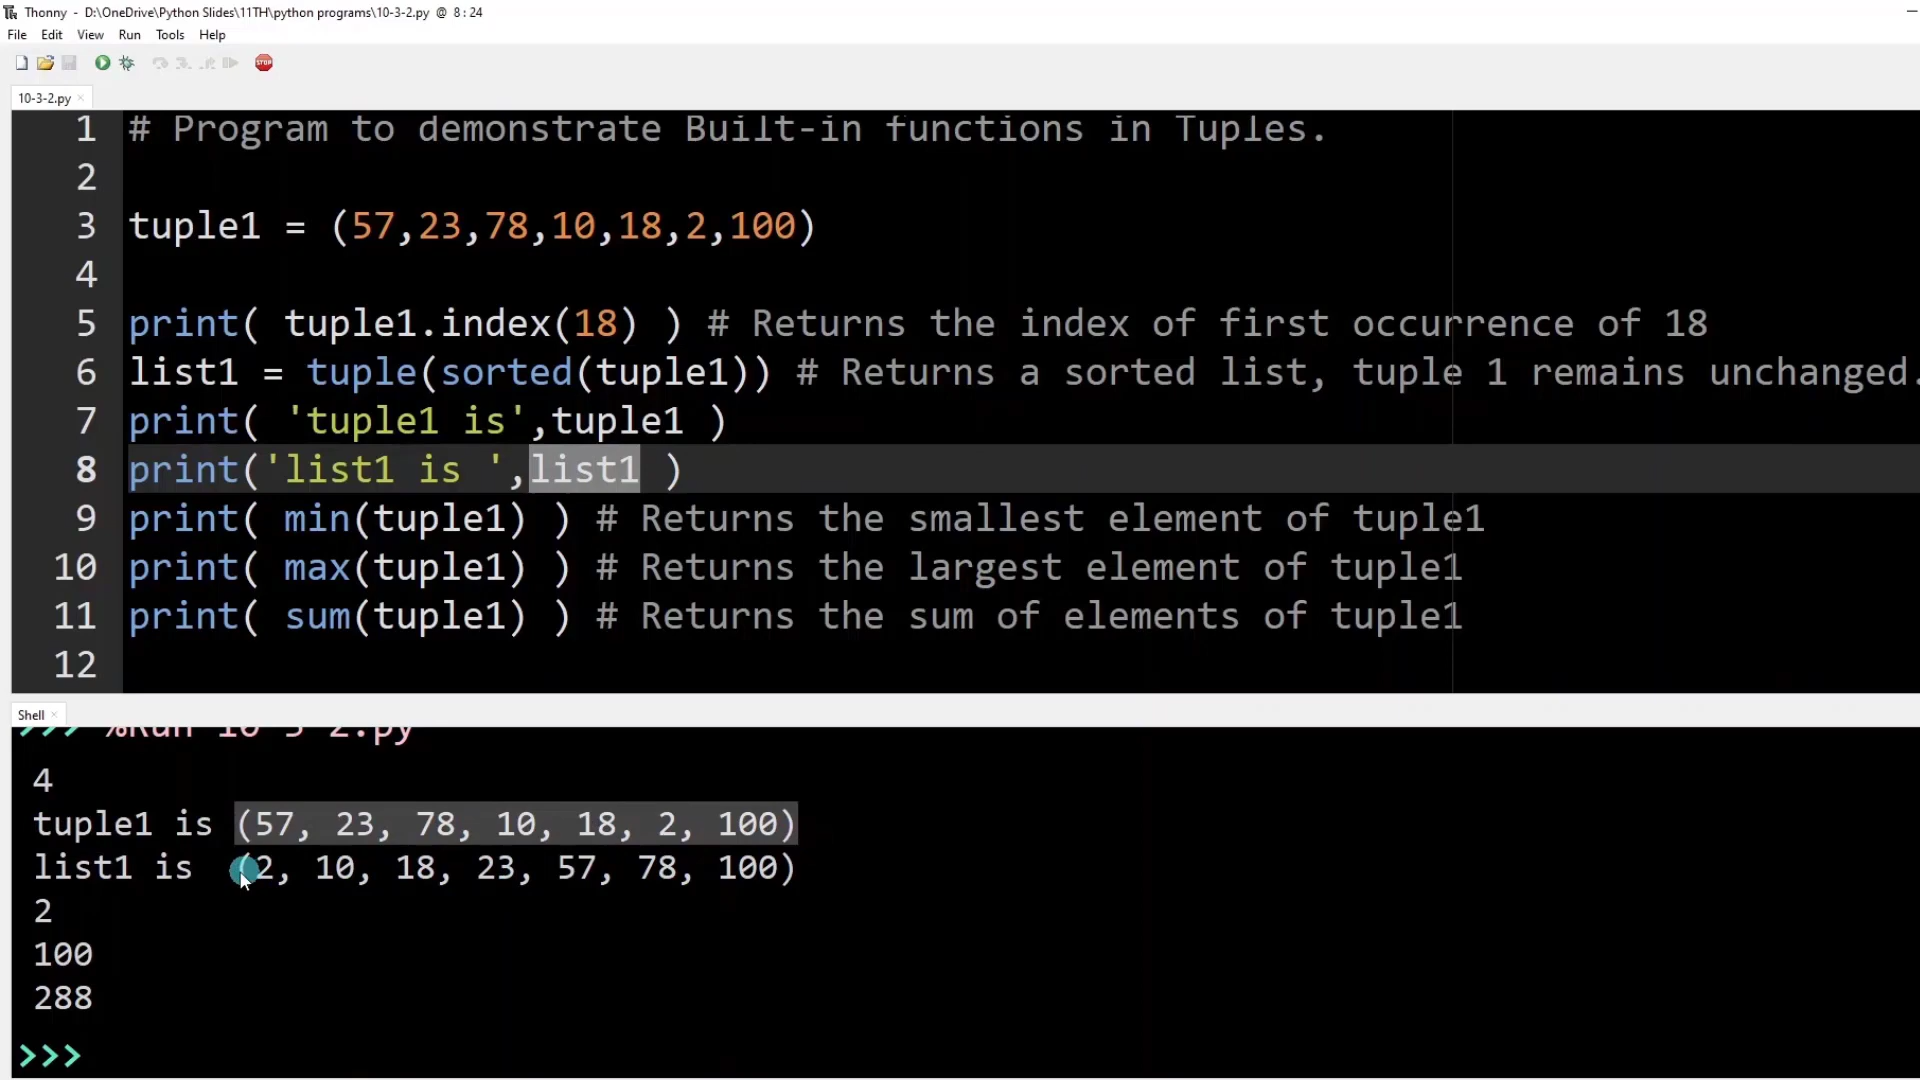 Thonny - D:\OneDrive\Python Slides\11TH\python programs\10-3-2.py @ 8:24
File Edit View Run Tools Help
STOP
10-3-2.py
1 # Program to demonstrate Built-in functions in Tuples.
2
3 tuple1 = (57,23,78,10,18,2,100)
4
5 print( tuple1.index(18) ) # Returns the index of first occurrence of 18
6 list1 = tuple(sorted(tuple1)) # Returns a sorted list, tuple 1 remains unchanged.
7 print( 'tuple1 is',tuple1 )
8 print('list1 is ',list1 )
9 print( min(tuple1) ) # Returns the smallest element of tuple1
10 print( max(tuple1) ) # Returns the largest element of tuple1
11 print( sum(tuple1) ) # Returns the sum of elements of tuple1
12
Shell
>>> %Run 10-3-2.py
4
tuple1 is (57, 23, 78, 10, 18, 2, 100)
list1 is  (2, 10, 18, 23, 57, 78, 100)
2
100
288
>>>